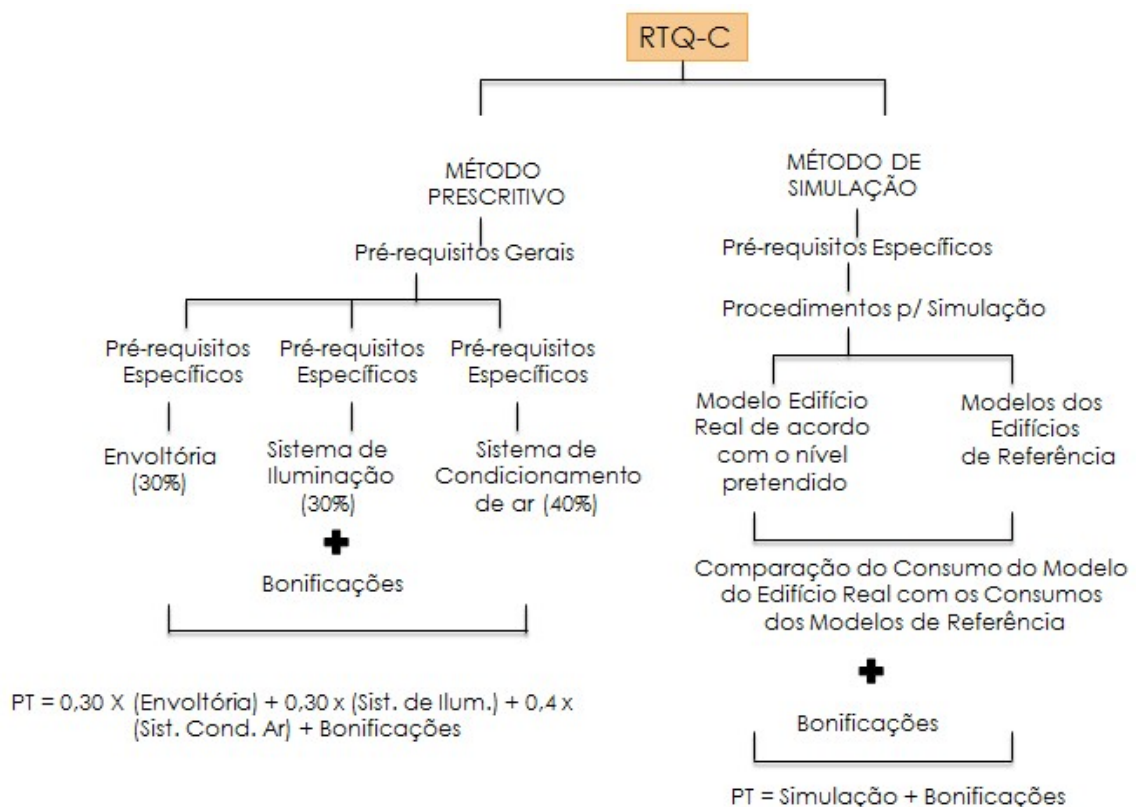 RTQ-C
MÉTODO
PRESCRITIVO
Pré-requisitos Gerais
Pré-requisitos
Específicos
Pré-requisitos
Específicos
Pré-requisitos
Específicos
Envoltória
(30%)
Sistema de
Iluminação
(30%)
Sistema de
Condicionamento
de ar (40%)
Bonificações
PT = 0,30 X (Envoltória) + 0,30 x (Sist. de Ilum.) + 0,4 x
(Sist. Cond. Ar) + Bonificações
MÉTODO DE
SIMULAÇÃO
Pré-requisitos Específicos
Procedimentos p/ Simulação
Modelo Edifício
Real de acordo
com o nível
pretendido
Modelos dos
Edifícios
de Referência
Comparação do Consumo do Modelo
do Edifício Real com os Consumos
dos Modelos de Referência
Bonificações
PT = Simulação + Bonificações